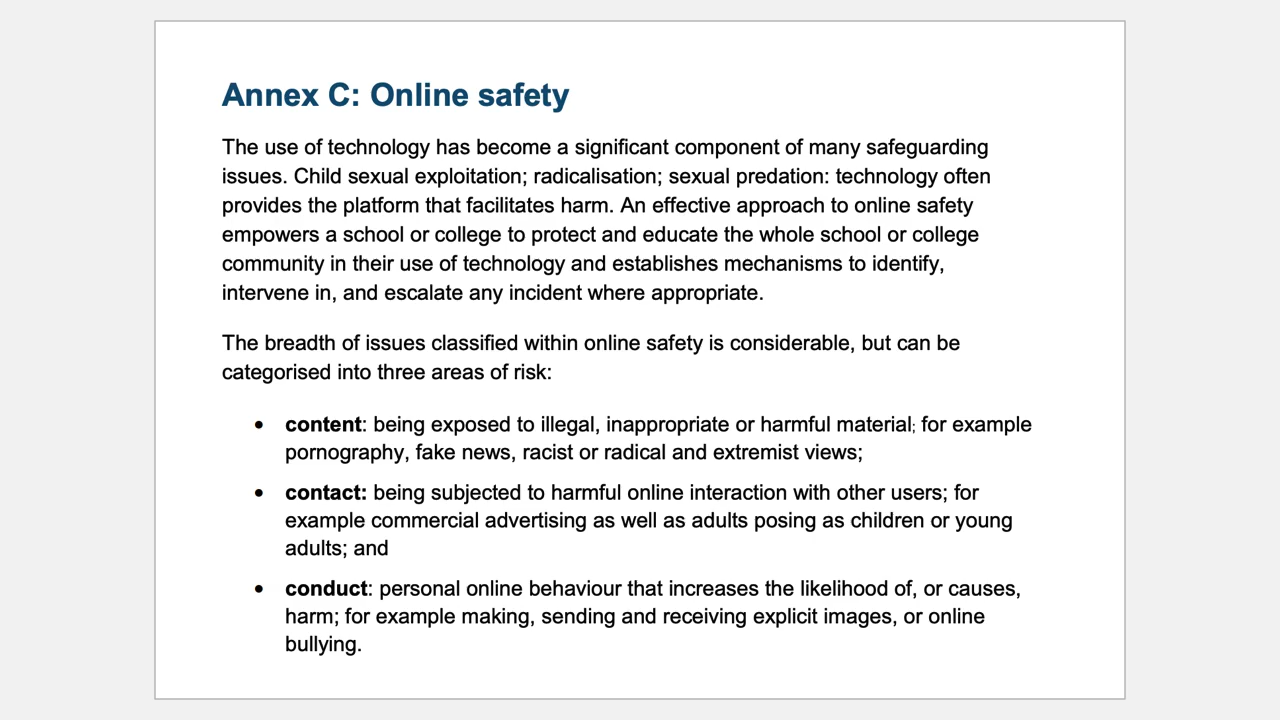 Annex C: Online safety
The use of technology has become a significant component of many safeguarding
issues. Child sexual exploitation; radicalisation; sexual predation: technology often
provides the platform that facilitates harm. An effective approach to online safety
empowers a school or college to protect and educate the whole school or college
community in their use of technology and establishes mechanisms to identify,
intervene in, and escalate any incident where appropriate.
The breadth of issues classified within online safety is considerable, but can be
categorised into three areas of risk:
• content: being exposed to illegal, inappropriate or harmful material; for example
pornography, fake news, racist or radical and extremist views;
• contact: being subjected to harmful online interaction with other users; for
example commercial advertising as well as adults posing as children or young
adults; and
• conduct: personal online behaviour that increases the likelihood of, or causes,
harm; for example making, sending and receiving explicit images, or online
bullying.